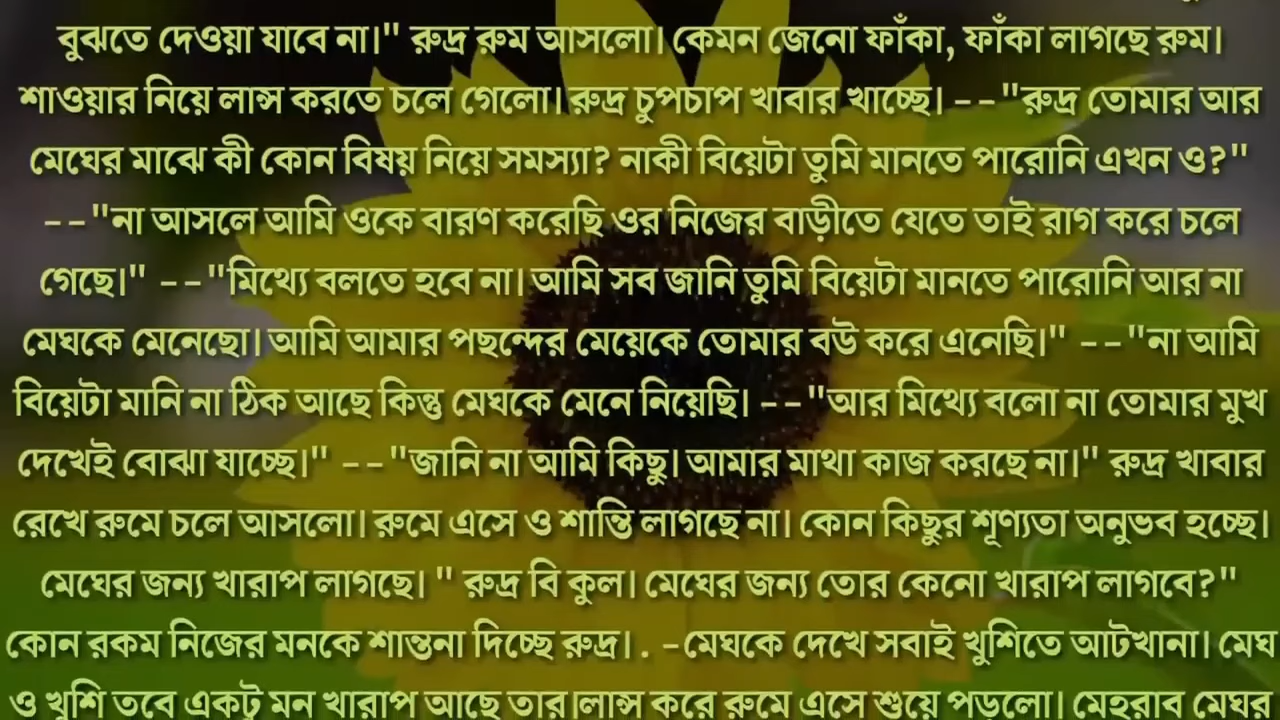 বুঝতে দেওয়া যাবে না।" রুদ্র রুম আসলো। কেমন জেনো ফাঁকা, ফাঁকা লাগছে রুম।
শাওয়ার নিয়ে লান্স করতে চলে গেলো। রুদ্র চুপচাপ খাবার খাচ্ছে। --"রুদ্র তোমার আর
মেঘের মাঝে কী কোন বিষয় নিয়ে সমস্যা? নাকী বিয়েটা তুমি মানতে পারোনি এখন ও?"
--"না আসলে আমি ওকে বারণ করেছি ওর নিজের বাড়ীতে যেতে তাই রাগ করে চলে
গেছে।" --"মিথ্যে বলতে হবে না। আমি সব জানি তুমি বিয়েটা মানতে পারোনি আর না
মেঘকে মেনেছো। আমি আমার পছন্দের মেয়েকে তোমার বউ করে এনেছি।" --"না আমি
বিয়েটা মানি না ঠিক আছে কিন্তু মেঘকে মেনে নিয়েছি। --"আর মিথ্যে বলো না তোমার মুখ
দেখেই বোঝা যাচ্ছে।" --"জানি না আমি কিছু। আমার মাথা কাজ করছে না।" রুদ্র খাবার
রেখে রুমে চলে আসলো। রুমে এসে ও শান্তি লাগছে না। কোন কিছুর শূণ্যতা অনুভব হচ্ছে।
মেঘের জন্য খারাপ লাগছে। " রুদ্র বি কুল। মেঘের জন্য তোর কেনো খারাপ লাগবে?"
কোন রকম নিজের মনকে শান্তনা দিচ্ছে রুদ্র। . -মেঘকে দেখে সবাই খুশিতে আটখানা। মেঘ
ও খুশি তবে একটু মন খারাপ আছে তার।লান্স করে রুমে এসে শুয়ে পড়লো। মেহরাব মেঘর